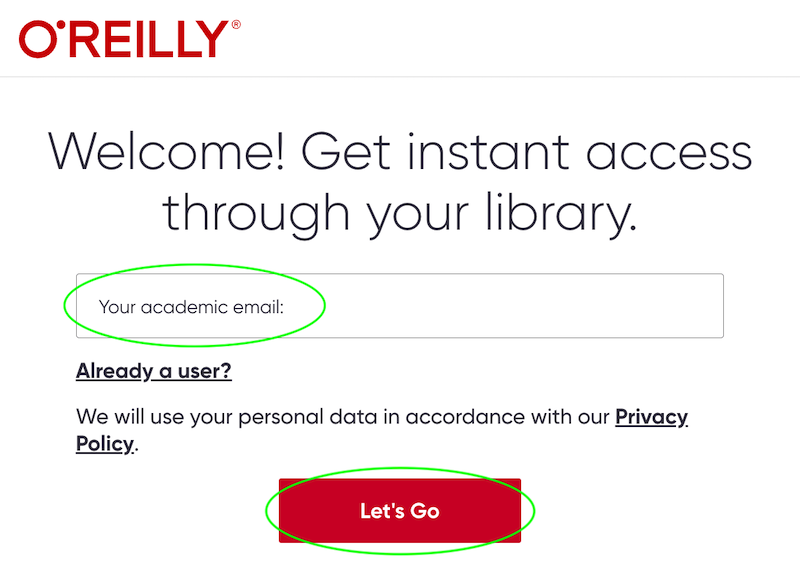 O'REILLY®
Welcome! Get instant access
through your library.
Your academic email:
Already a user?
We will use your personal data in accordance with our Privacy
Policy.
Let's Go